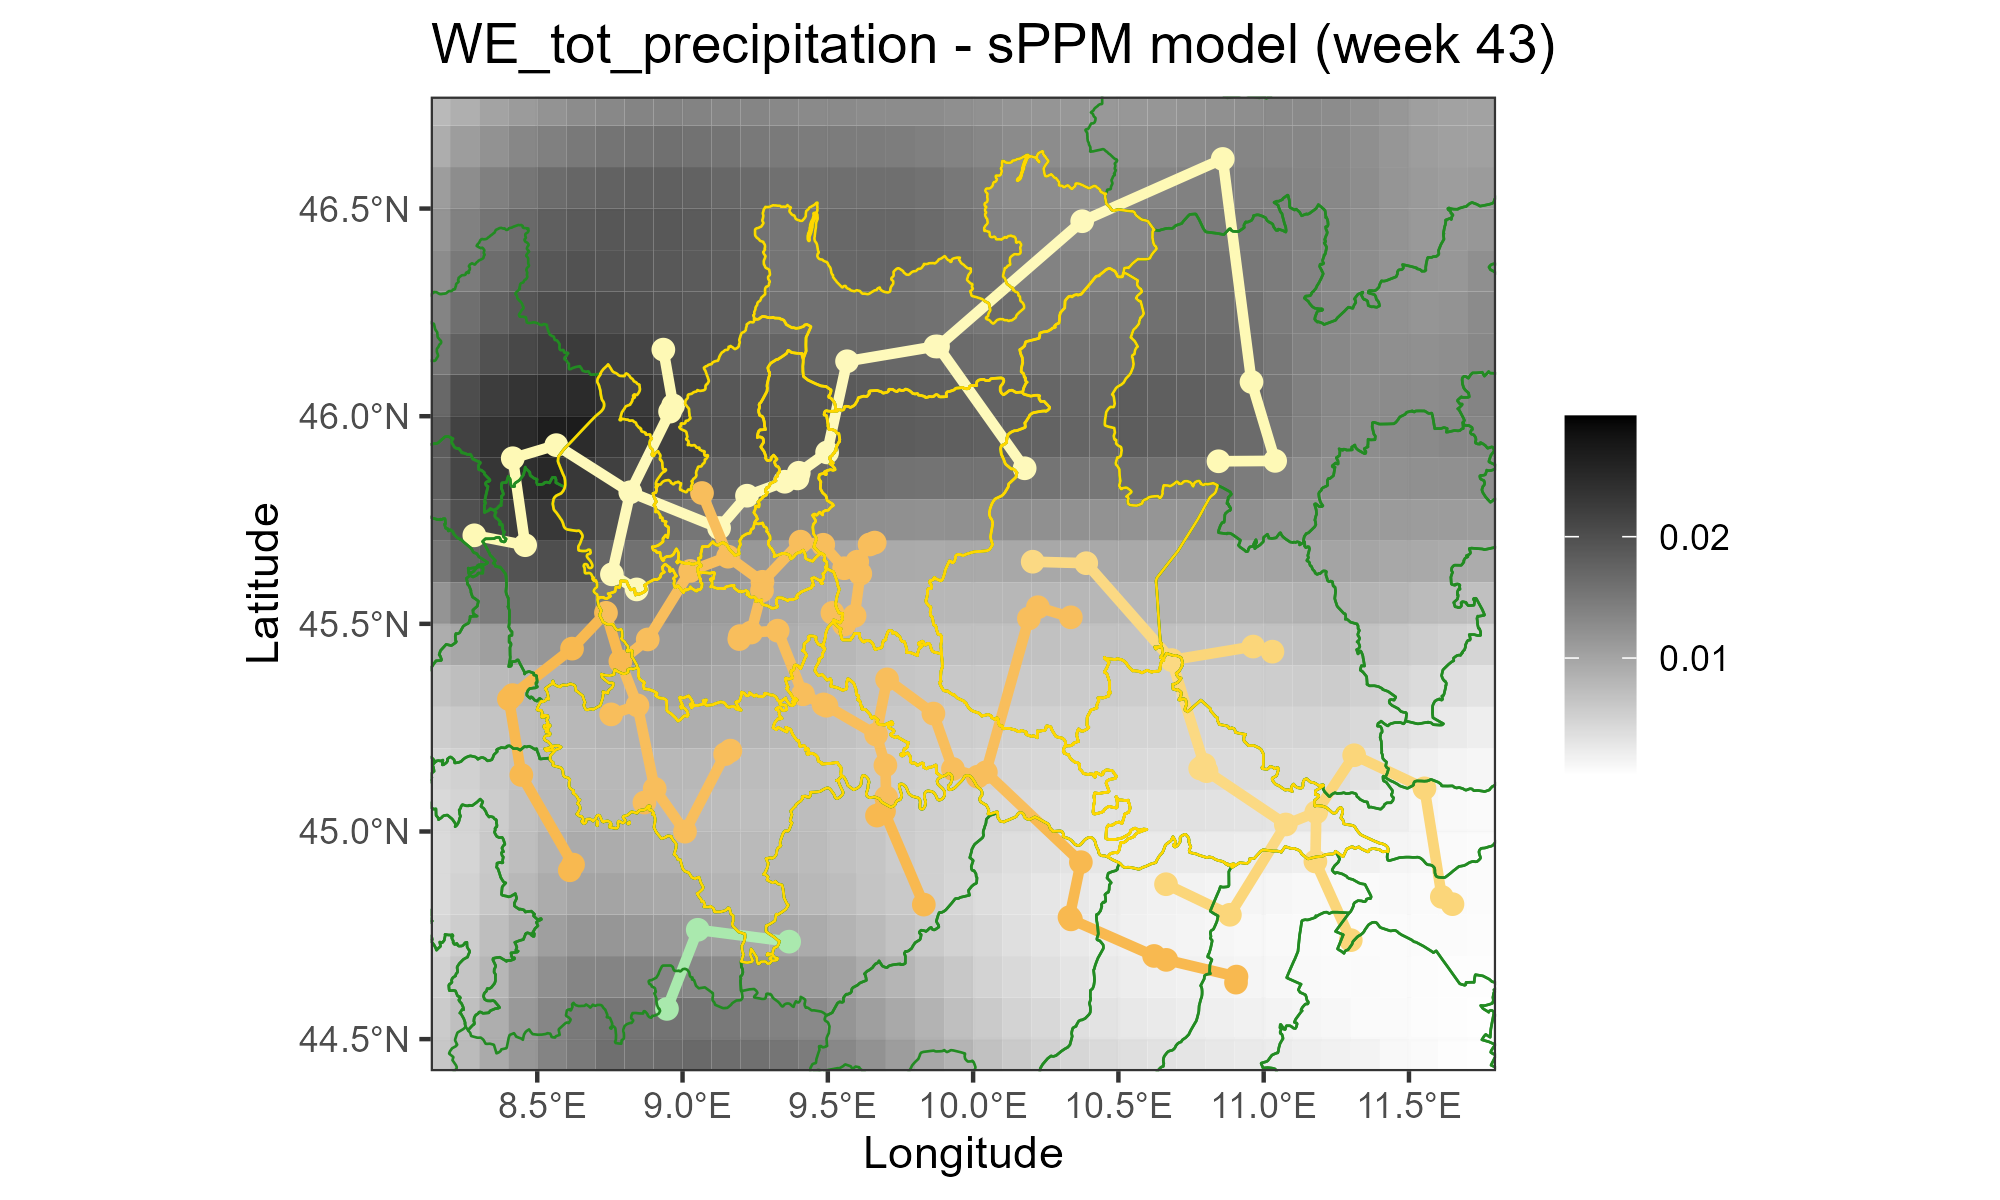 WE_tot_precipitation - sPPM model (week 43)
46.5°N
46.0°N
45.5°N
45.0°N
44.5°N
Latitude
8.5°E 9.0°E 9.5°E 10.0°E 10.5°E 11.0°E 11.5°E
Longitude
0.02
0.01